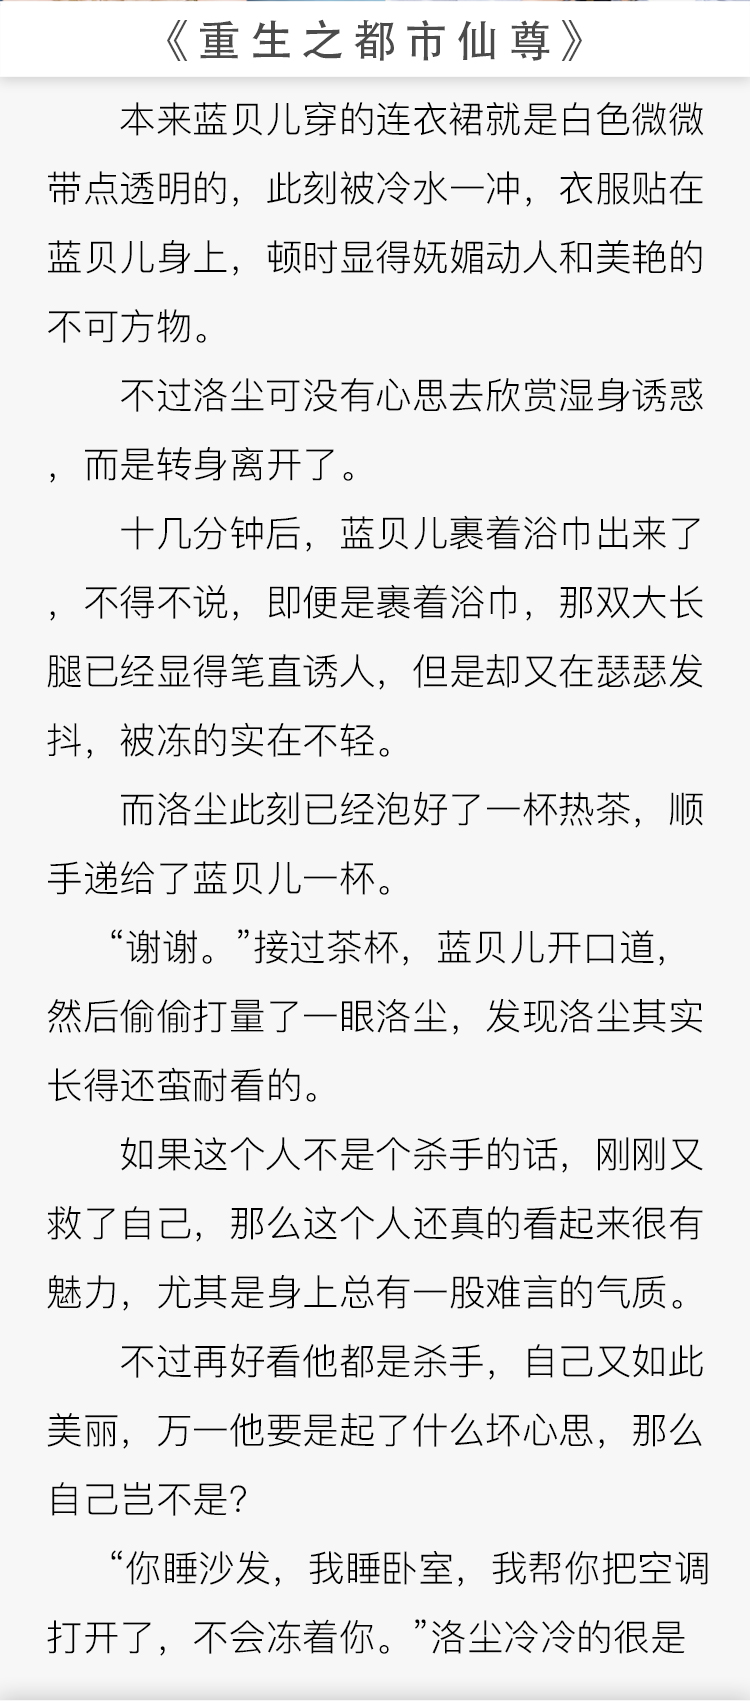 《重生之都市仙尊》
本来蓝贝儿穿的连衣裙就是白色微微
带点透明的，此刻被冷水一冲，衣服贴在
蓝贝儿身上，顿时显得妩媚动人和美艳的
不可方物。
不过洛尘可没有心思去欣赏湿身诱惑
，而是转身离开了。
十几分钟后，蓝贝儿裹着浴巾出来了
，不得不说，即便是裹着浴巾，那双大长
腿已经显得笔直诱人，但是却又在瑟瑟发
抖，被冻的实在不轻。
而洛尘此刻已经泡好了一杯热茶，顺
手递给了蓝贝儿一杯。
“谢谢。”接过茶杯，蓝贝儿开口道，
然后偷偷打量了一眼洛尘，发现洛尘其实
长得还蛮耐看的。
如果这个人不是个杀手的话，刚刚又
救了自己，那么这个人还真的看起来很有
魅力，尤其是身上总有一股难言的气质。
不过再好看他都是杀手，自己又如此
美丽，万一他要是起了什么坏心思，那么
自己岂不是？
“你睡沙发，我睡卧室，我帮你把空调
打开了，不会冻着你。”洛尘冷冷的很是